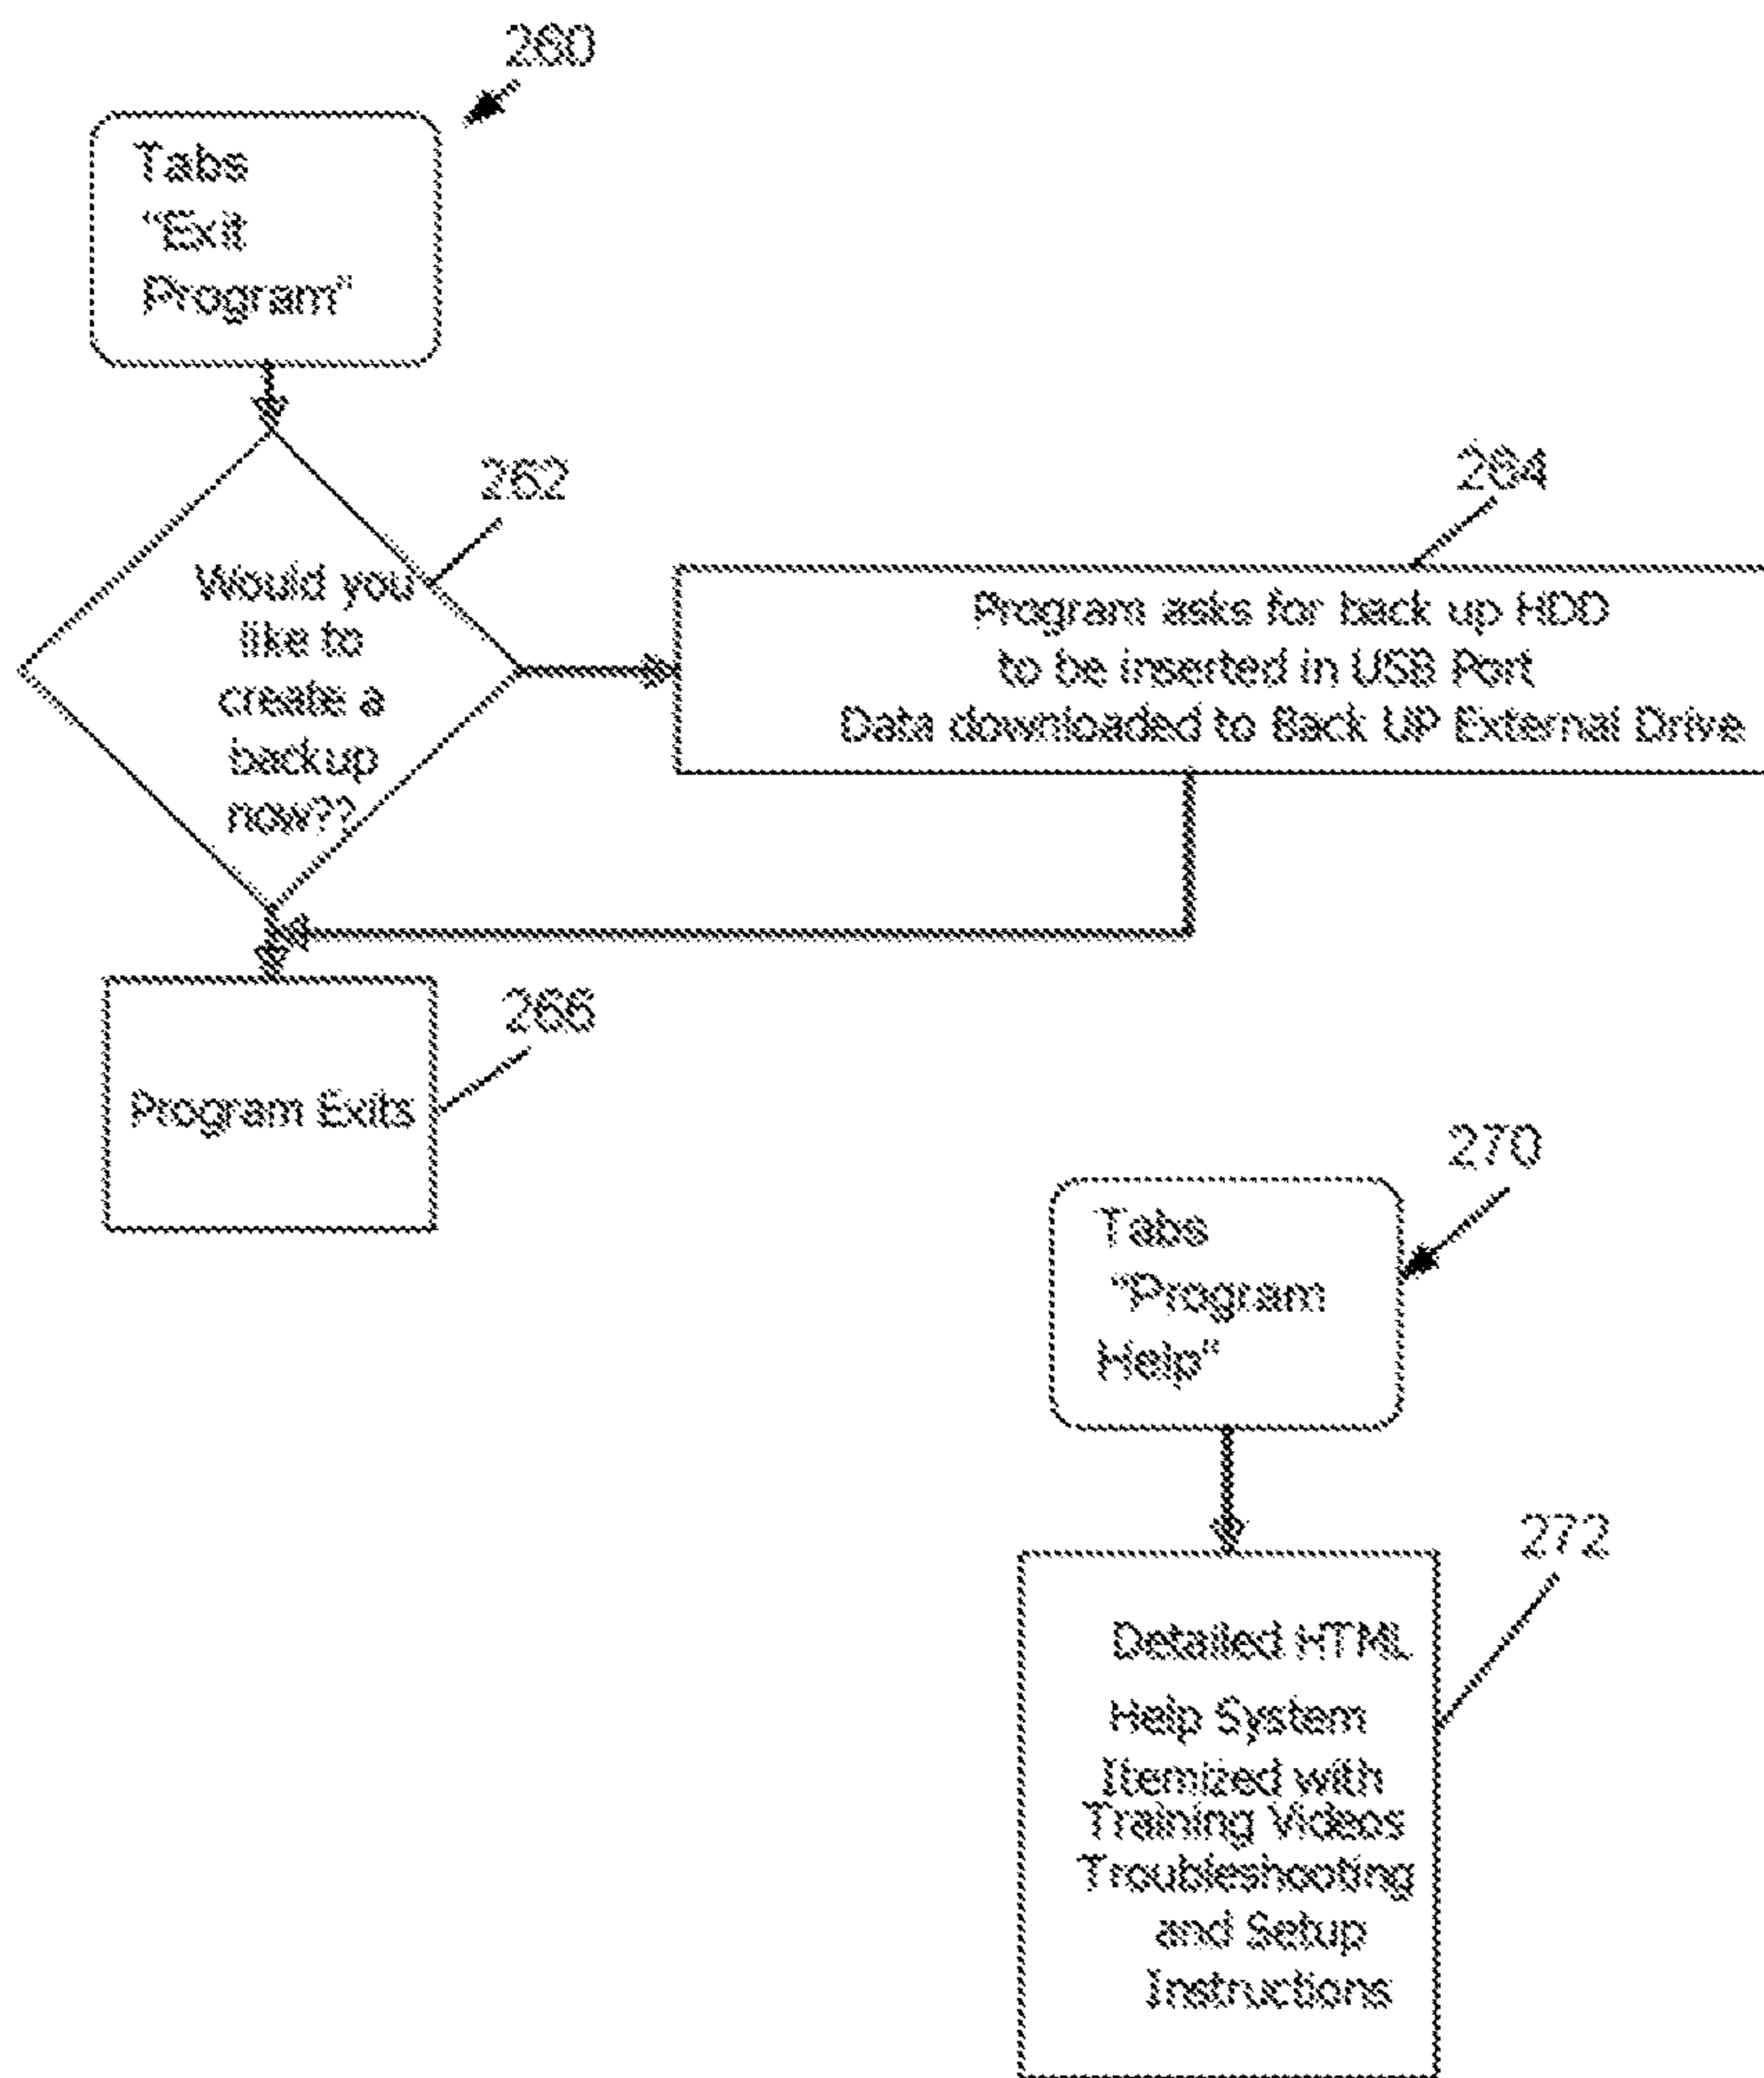 260
Tabs
"Exit
Program"
262
Would you
like to
create a
backup
now??
264
Program asks for back up HDD
to be inserted in USB Port
Data downloaded to Back UP External Drive
266
Program Exits
270
Tabs
"Program
Help"
272
Detailed HTML
Help System
Itemized with
Training Videos
Troubleshooting
and Setup
Instructions